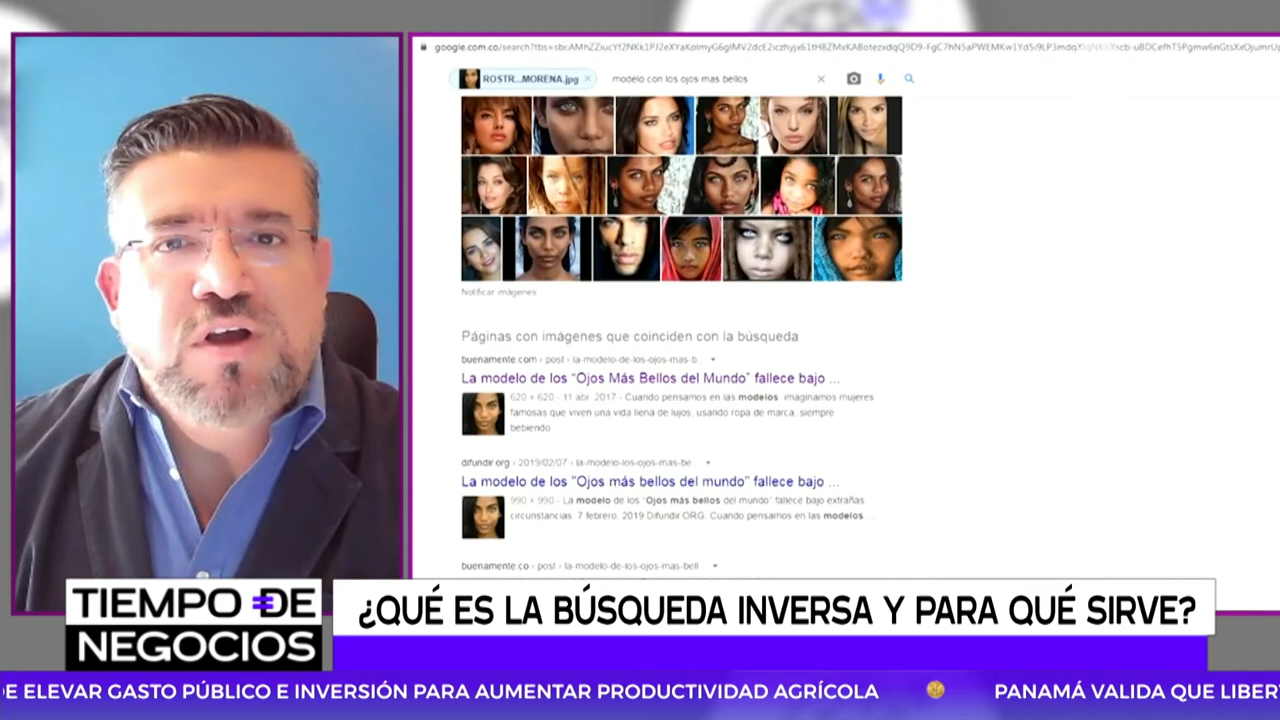 google.com.co/search?tbs=sbi:
ROSTR...MORENA.jpg
modelo con los ojos mas bellos
Notificar imágenes
Páginas con imágenes que coinciden con la búsqueda
buenamente.com › post › la-modelo-de-los-ojos-mas-b...
La modelo de los "Ojos Más Bellos del Mundo" fallece bajo ...
620 × 620 - 11 abr. 2017 - Cuando pensamos en las modelos, imaginamos mujeres
famosas que viven una vida llena de lujos, usando ropa de marca, siempre
bebiendo
difundir.org › 2019/02/07 › la-modelo-los-ojos-mas-be...
La modelo de los "Ojos más bellos del mundo" fallece bajo ...
990 × 990 - La modelo de los "Ojos más bellos del mundo" fallece bajo extrañas
circunstancias. 7 febrero, 2019 Difundir.ORG. Cuando pensamos en las modelos ...
buenamente.co › post › la-modelo-de-los-ojos-mas-bell...
TIEMPO DE
NEGOCIOS
¿QUÉ ES LA BÚSQUEDA INVERSA Y PARA QUÉ SIRVE?
DE ELEVAR GASTO PÚBLICO E INVERSIÓN PARA AUMENTAR PRODUCTIVIDAD AGRÍCOLA
PANAMÁ VALIDA QUE LIBERT